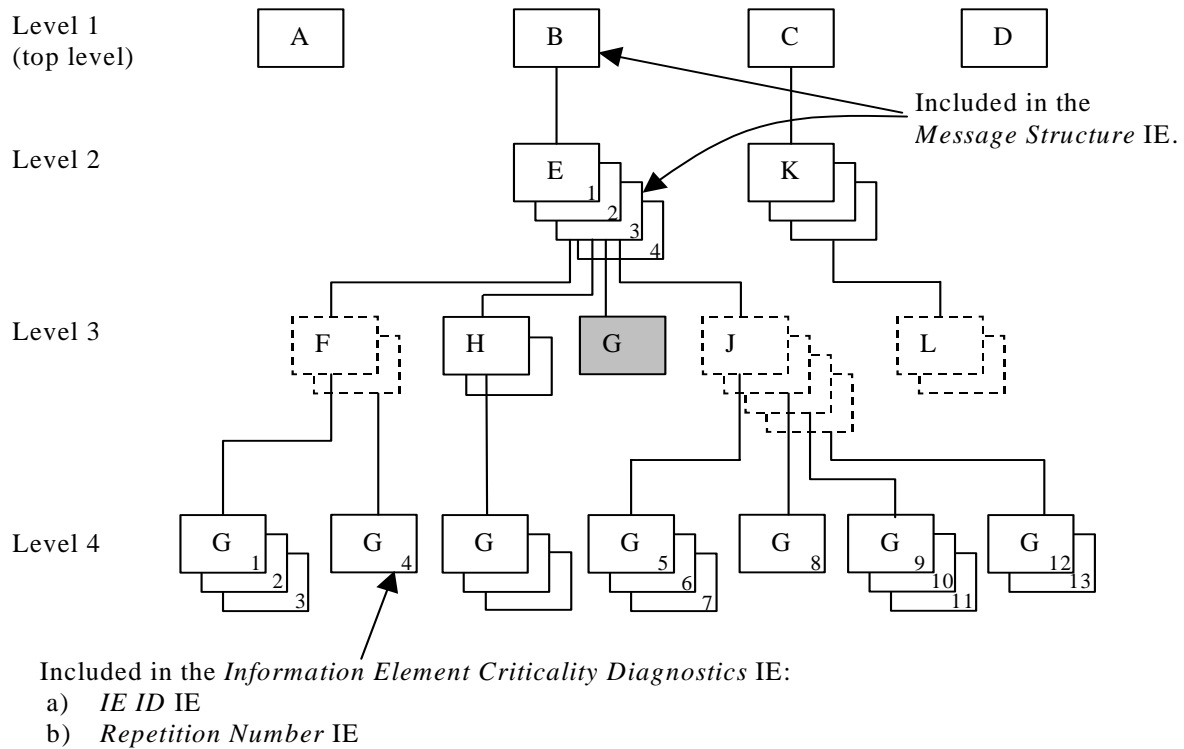 Level 1
(top level)
A
B
C
D
Included in the
Message Structure IE.
Level 2
E
1
2
3
4
K
Level 3
F
H
G
J
L
Level 4
G
1
2
3
G
4
G
G
5
6
7
G
8
G
9
10
11
G
12
13
Included in the Information Element Criticality Diagnostics IE:
a) IE ID IE
b) Repetition Number IE